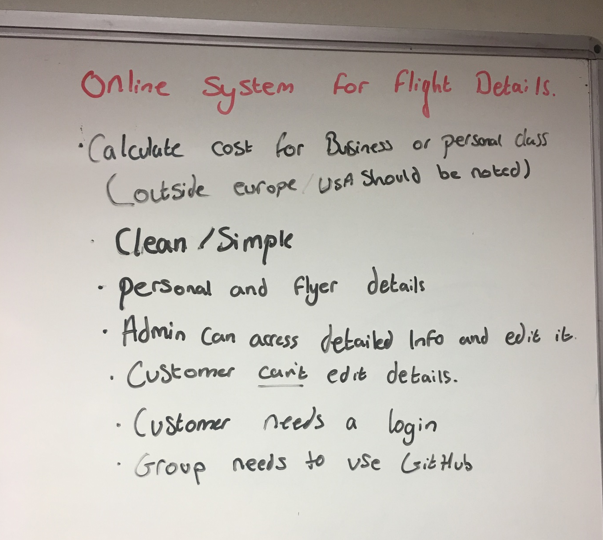 Online System for flight Details.
· Calculate cost for Business or personal class
(outside europe/USA should be noted)
· Clean / Simple
· personal and flyer details
· Admin can access detailed Info and edit it.
· Customer can't edit details.
· Customer needs a login
· Group needs to use GitHub